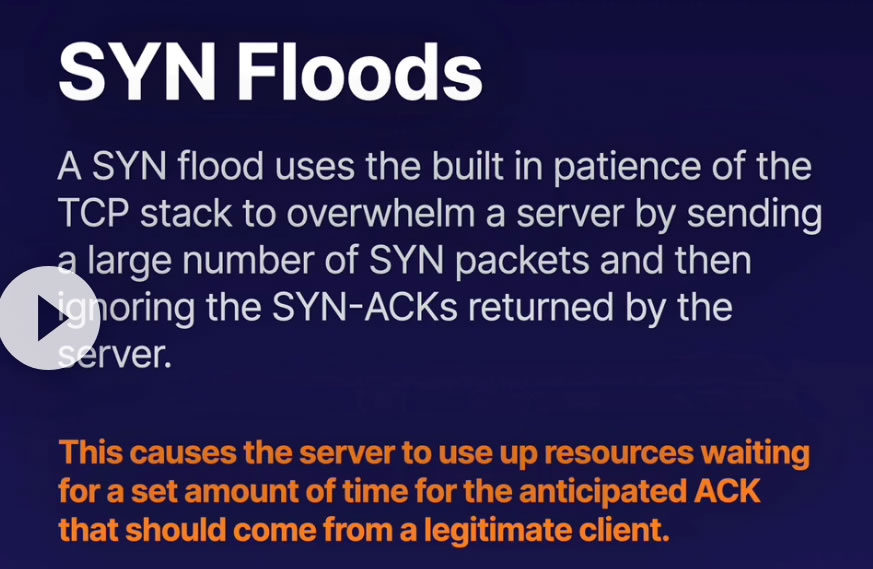 SYN Floods
A SYN flood uses the built in patience of the
TCP stack to overwhelm a server by sending
a large number of SYN packets and then
ignoring the SYN-ACKs returned by the
server.
This causes the server to use up resources waiting
for a set amount of time for the anticipated ACK
that should come from a legitimate client.